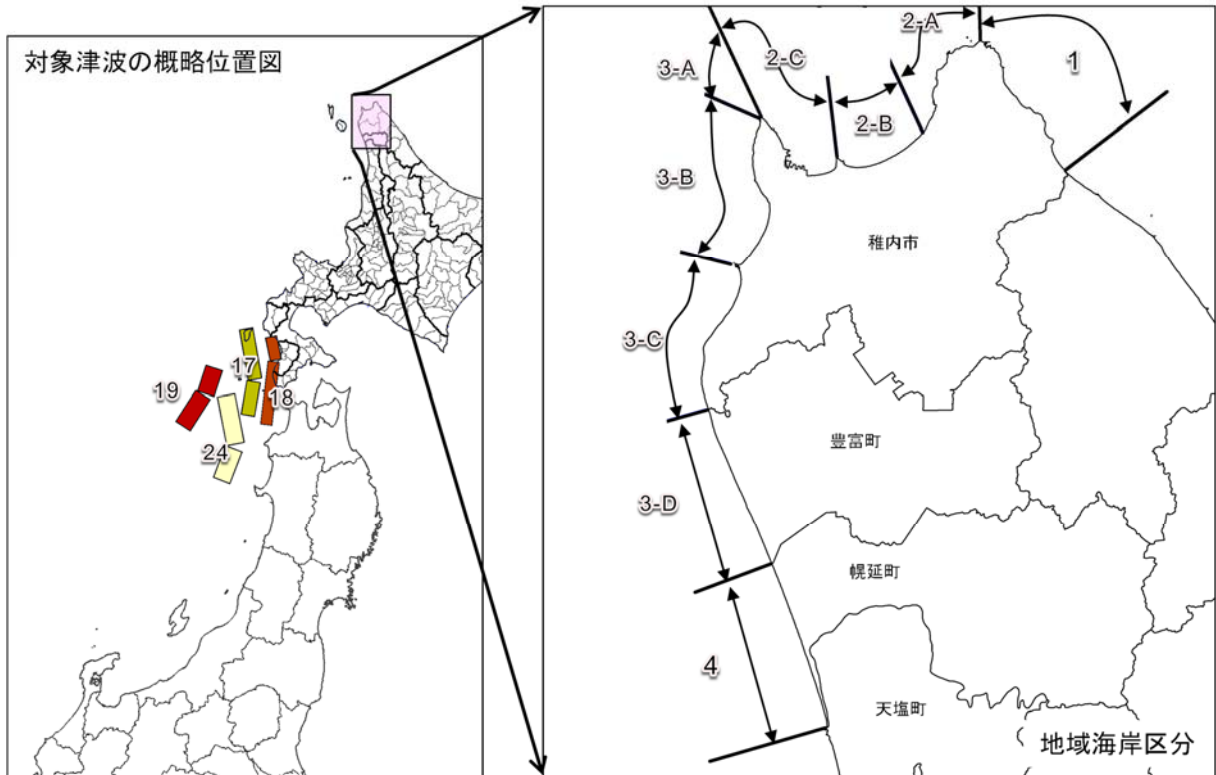 対象津波の概略位置図
17
19
18
24
2-A
2-C
1
3-A
2-B
3-B
稚内市
3-C
豊富町
3-D
幌延町
4
天塩町
地域海岸区分